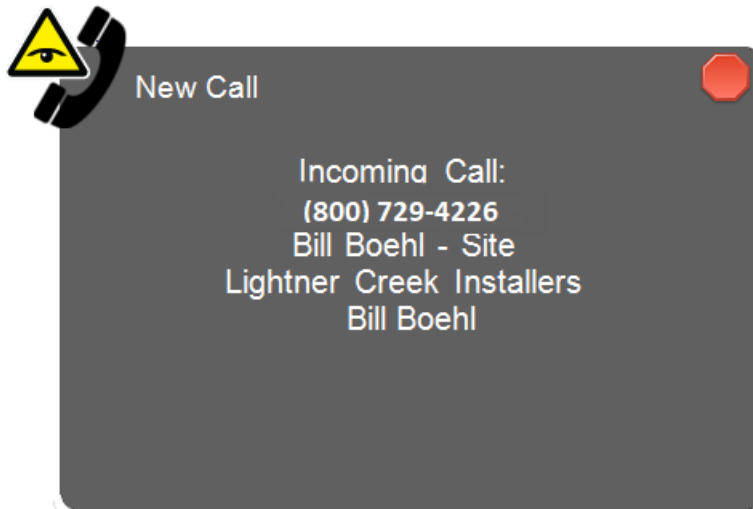 New Call
Incoming Call:
(800) 729-4226
Bill Boehl - Site
Lightner Creek Installers
Bill Boehl